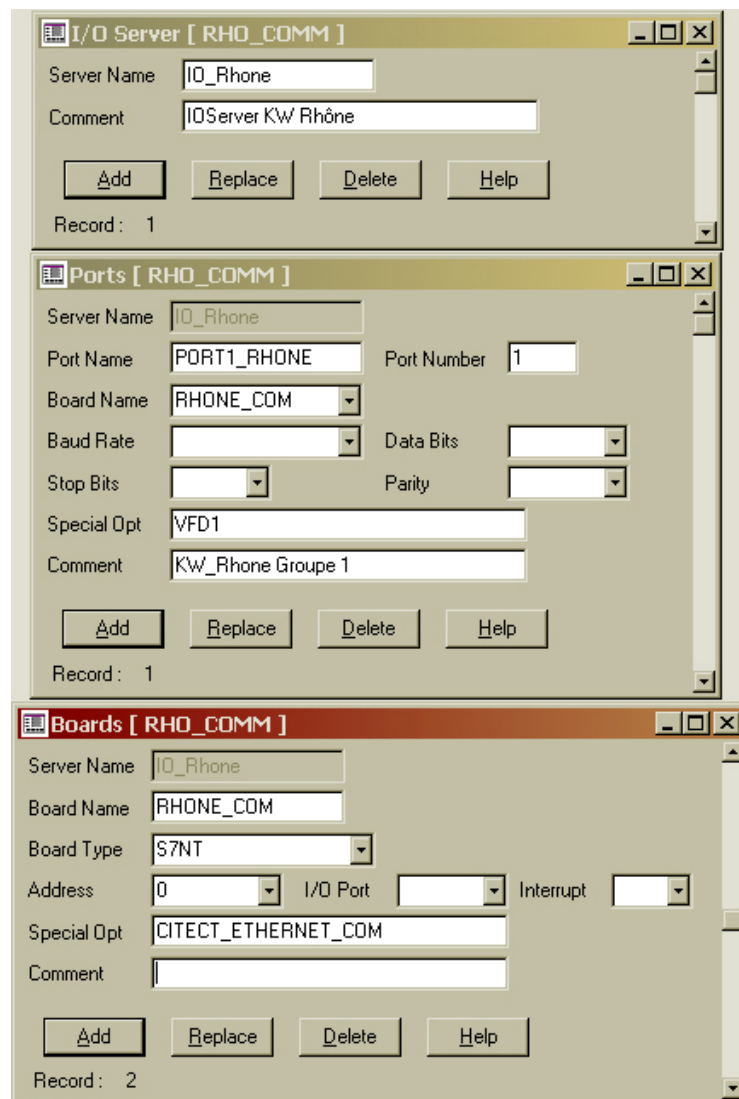 I/O Server [ RHO_COMM ]
Server Name IO_Rhone
Comment IOServer KW Rhône
Add Replace Delete Help
Record : 1
Ports [ RHO_COMM ]
Server Name IO_Rhone
Port Name PORT1_RHONE Port Number 1
Board Name RHONE_COM
Baud Rate Data Bits
Stop Bits Parity
Special Opt VFD1
Comment KW_Rhone Groupe 1
Add Replace Delete Help
Record : 1
Boards [ RHO_COMM ]
Server Name IO_Rhone
Board Name RHONE_COM
Board Type S7NT
Address 0 I/O Port Interrupt
Special Opt CITECT_ETHERNET_COM
Comment
Add Replace Delete Help
Record : 2